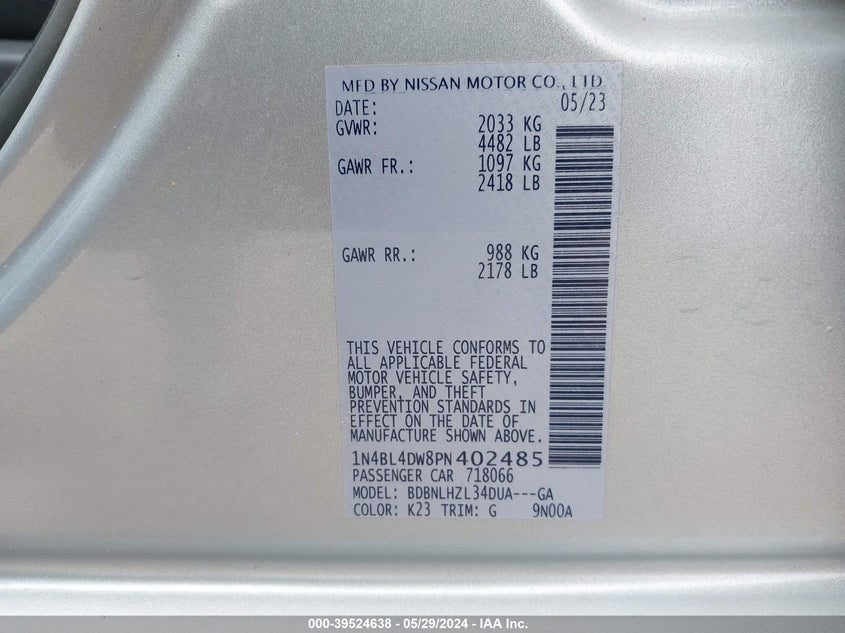 MFD BY NISSAN MOTOR CO., LTD.
DATE: 05/23
GVWR: 2033 KG
4482 LB
GAWR FR.: 1097 KG
2418 LB
GAWR RR.: 988 KG
2178 LB
THIS VEHICLE CONFORMS TO
ALL APPLICABLE FEDERAL
MOTOR VEHICLE SAFETY,
BUMPER, AND THEFT
PREVENTION STANDARDS IN
EFFECT ON THE DATE OF
MANUFACTURE SHOWN ABOVE.
1N4BL4DW8PN402485
PASSENGER CAR 718066
MODEL: BDBNLHZL34DUA---GA
COLOR: K23 TRIM: G 9N00A
000-39524638 - 05/29/2024 - IAA Inc.